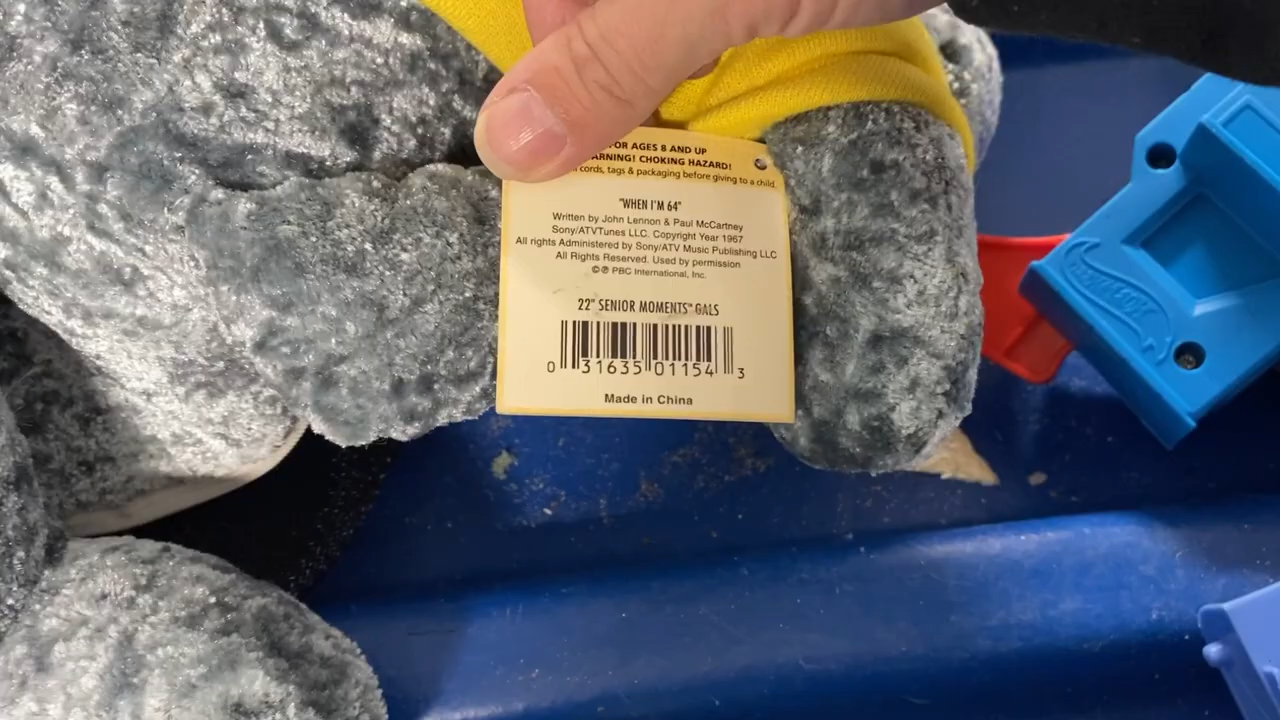 FOR AGES 8 AND UP
WARNING! CHOKING HAZARD!
cords, tags & packaging before giving to a child.
"WHEN I'M 64"
Written by John Lennon & Paul McCartney
Sony/ATVTunes LLC. Copyright Year 1967
All rights Administered by Sony/ATV Music Publishing LLC
All Rights Reserved. Used by permission
©℗ PBC International, Inc.
22" SENIOR MOMENTS™ GALS
0 31635 01154 3
Made in China